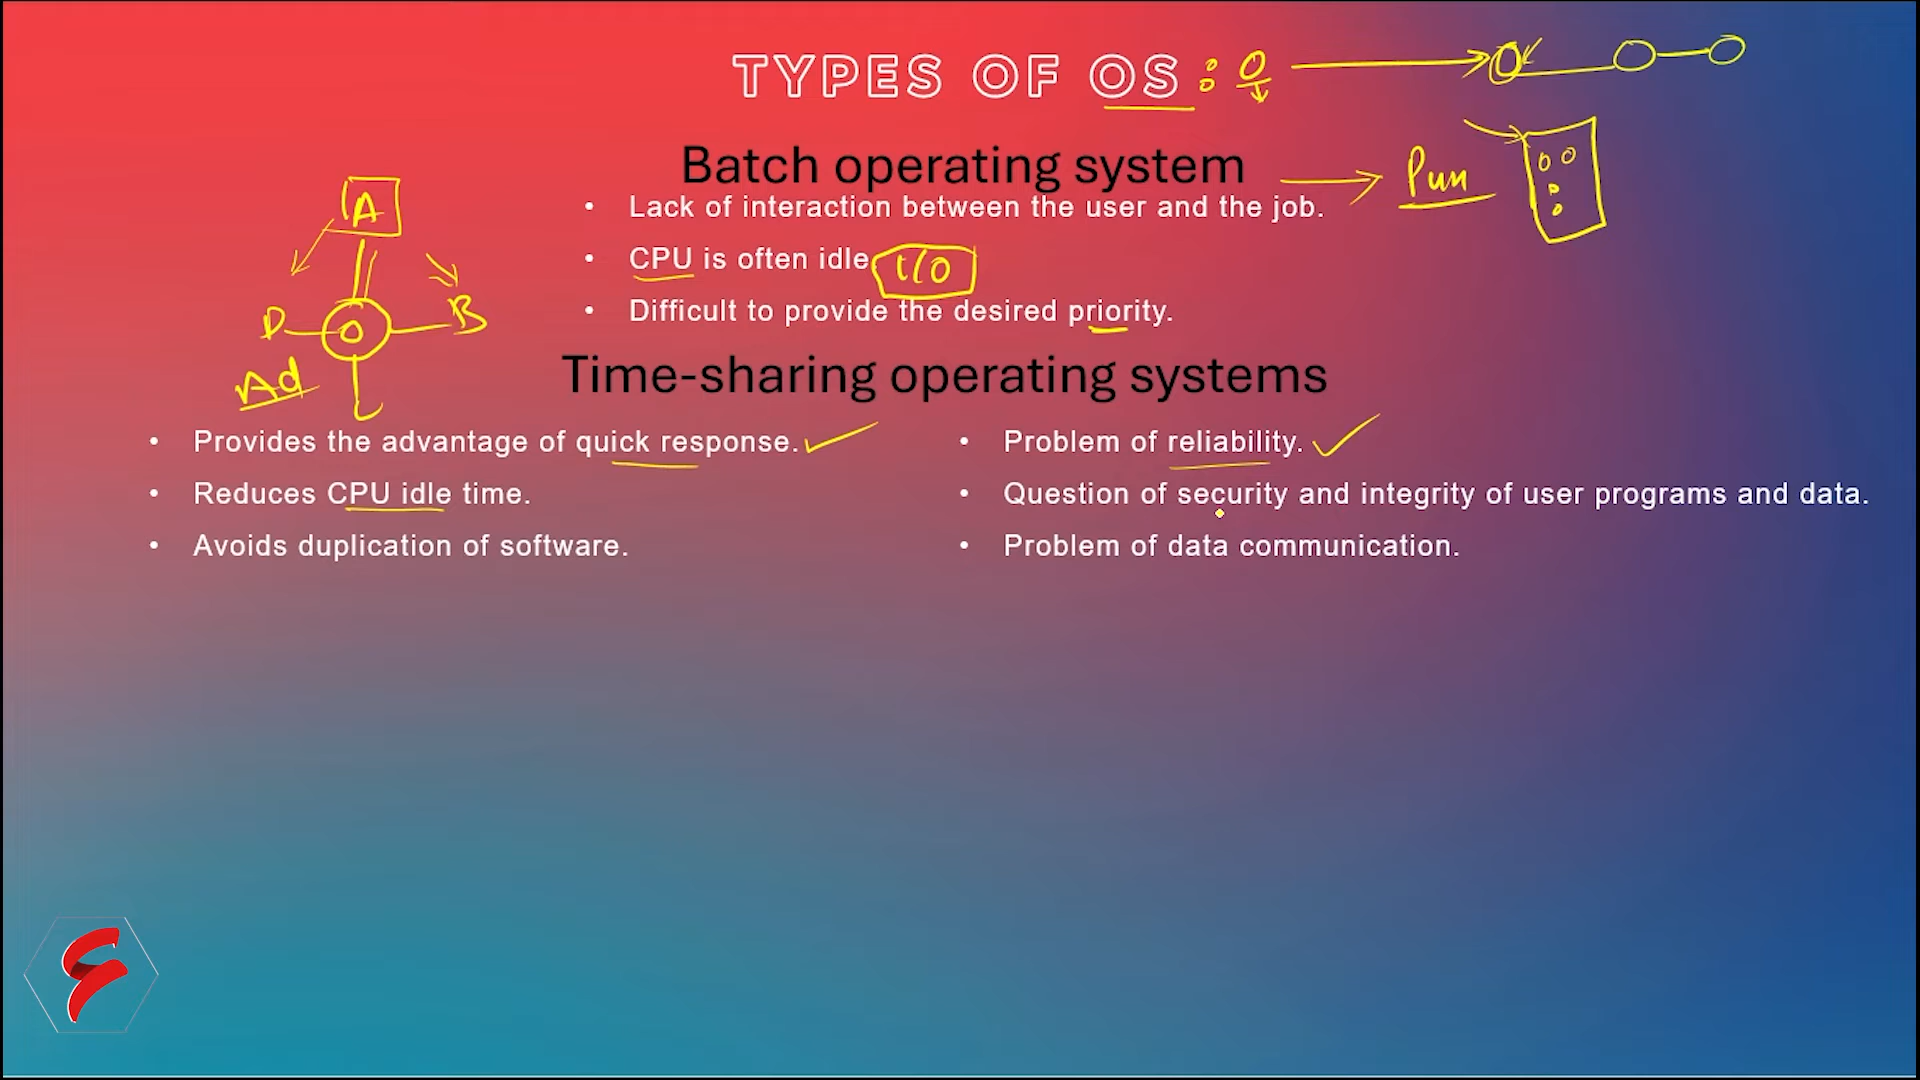 TYPES OF OS :
Batch operating system
• Lack of interaction between the user and the job.
• CPU is often idle I/O
• Difficult to provide the desired priority.
A
D O B
Ad
L
Time-sharing operating systems
• Provides the advantage of quick response.
• Reduces CPU idle time.
• Avoids duplication of software.
• Problem of reliability.
• Question of security and integrity of user programs and data.
• Problem of data communication.